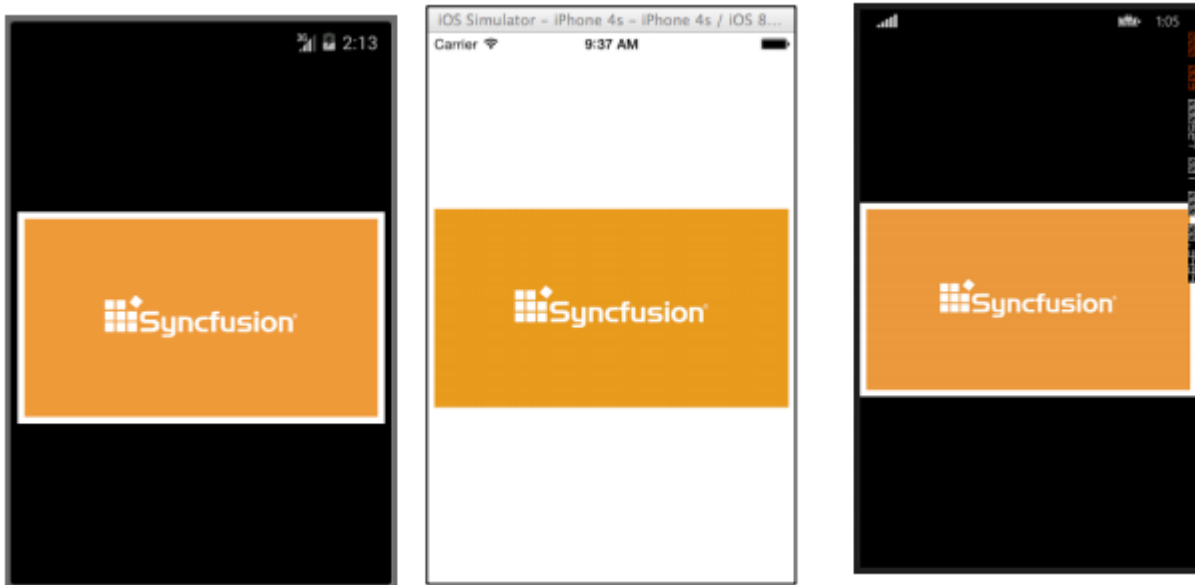 3G 2:13
Syncfusion
iOS Simulator - iPhone 4s - iPhone 4s / iOS 8...
Carrier 9:37 AM
Syncfusion
1:05
Syncfusion